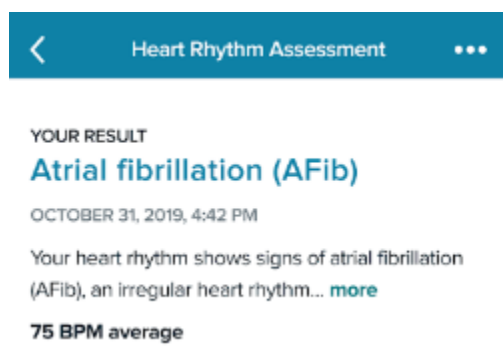 Heart Rhythm Assessment
YOUR RESULT
Atrial fibrillation (AFib)
OCTOBER 31, 2019, 4:42 PM
Your heart rhythm shows signs of atrial fibrillation
(AFib), an irregular heart rhythm... more
75 BPM average